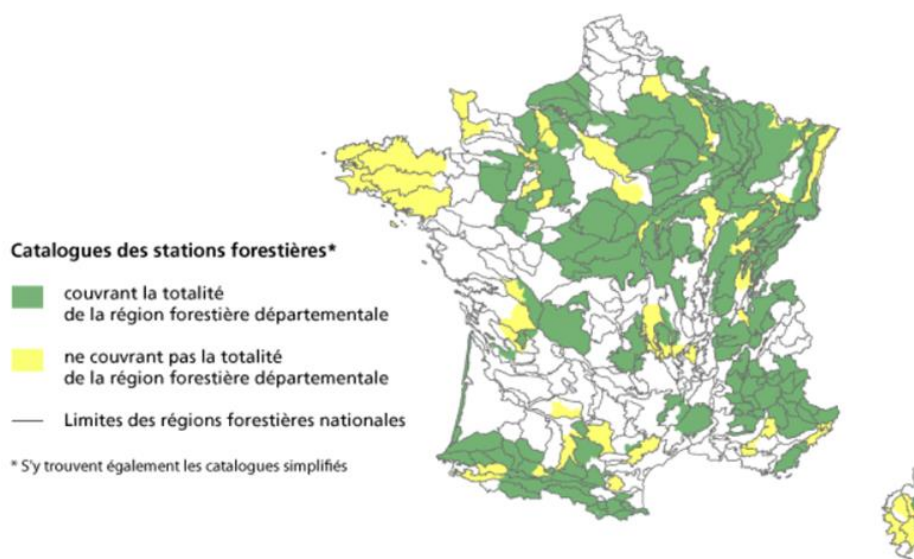 Catalogues des stations forestières*
couvrant la totalité
de la région forestière départementale
ne couvrant pas la totalité
de la région forestière départementale
Limites des régions forestières nationales
* S'y trouvent également les catalogues simplifiés